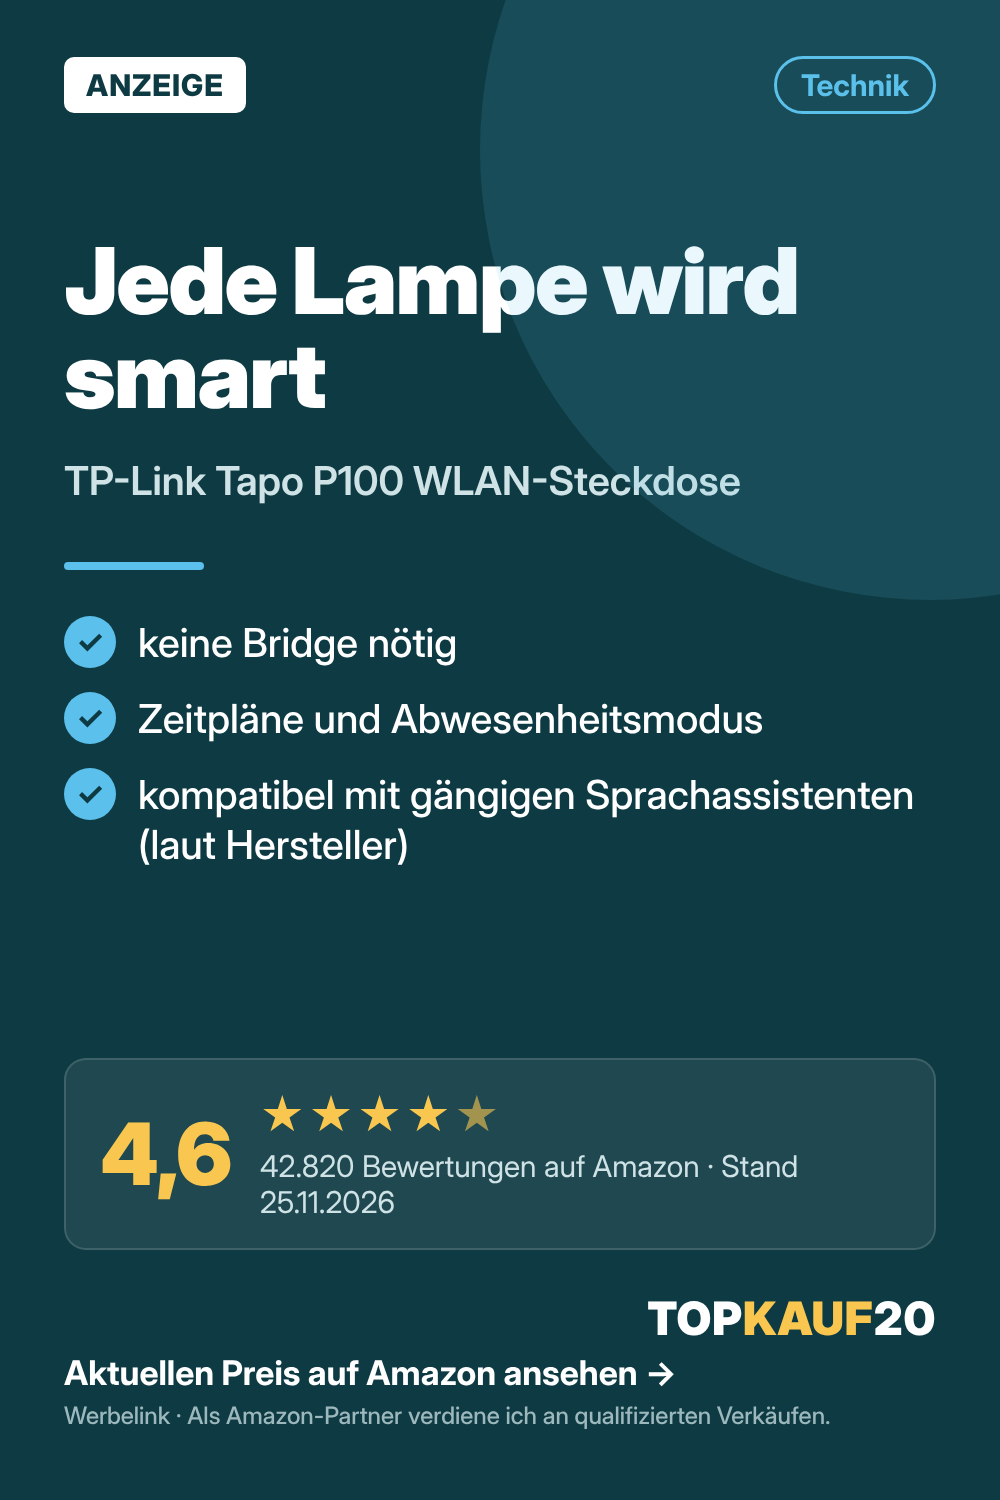 ANZEIGE
Technik
Jede Lampe wird
smart
TP-Link Tapo P100 WLAN-Steckdose
keine Bridge nötig
Zeitpläne und Abwesenheitsmodus
kompatibel mit gängigen Sprachassistenten
(laut Hersteller)
4,6
★★★★★
42.820 Bewertungen auf Amazon · Stand
25.11.2026
TOPKAUF20
Aktuellen Preis auf Amazon ansehen →
Werbelink · Als Amazon-Partner verdiene ich an qualifizierten Verkäufen.